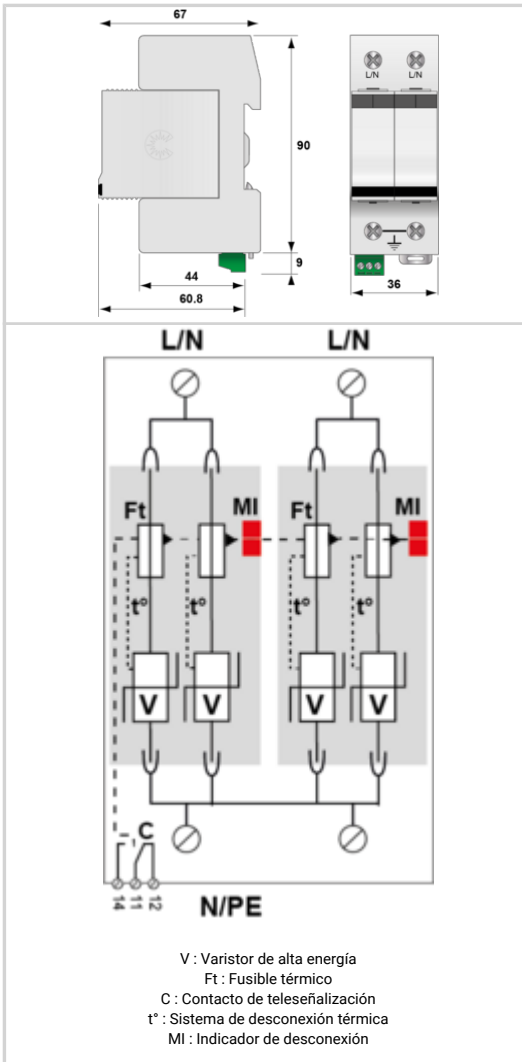 67
L/N L/N
90
9
44
60.8
36
L/N L/N
Ft MI Ft MI
t° t° t° t°
V V V V
C
14 11 12
N/PE
V : Varistor de alta energía
Ft : Fusible térmico
C : Contacto de teleseñalización
t° : Sistema de desconexión térmica
MI : Indicador de desconexión